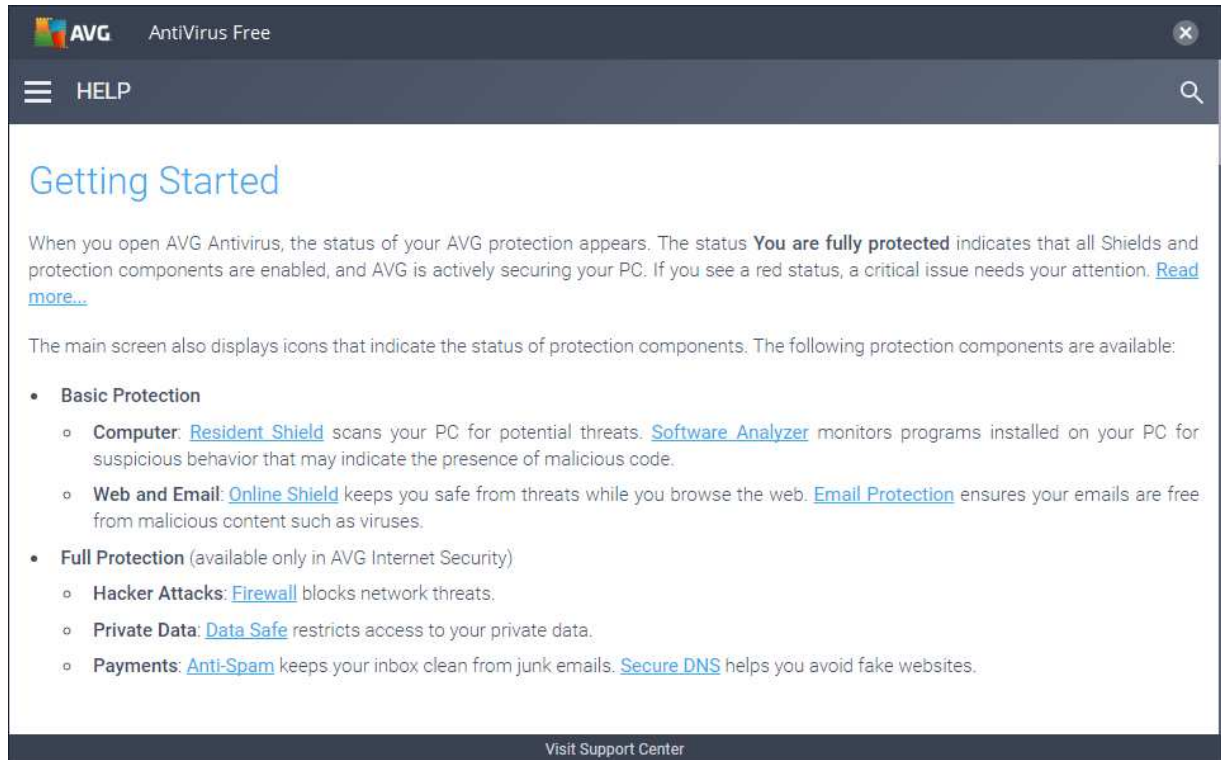 AVG AntiVirus Free
HELP
Getting Started
When you open AVG Antivirus, the status of your AVG protection appears. The status You are fully protected indicates that all Shields and
protection components are enabled, and AVG is actively securing your PC. If you see a red status, a critical issue needs your attention. Read
more...
The main screen also displays icons that indicate the status of protection components. The following protection components are available:
• Basic Protection
◦ Computer: Resident Shield scans your PC for potential threats. Software Analyzer monitors programs installed on your PC for
suspicious behavior that may indicate the presence of malicious code.
◦ Web and Email: Online Shield keeps you safe from threats while you browse the web. Email Protection ensures your emails are free
from malicious content such as viruses.
• Full Protection (available only in AVG Internet Security)
◦ Hacker Attacks: Firewall blocks network threats.
◦ Private Data: Data Safe restricts access to your private data.
◦ Payments: Anti-Spam keeps your inbox clean from junk emails. Secure DNS helps you avoid fake websites.
Visit Support Center